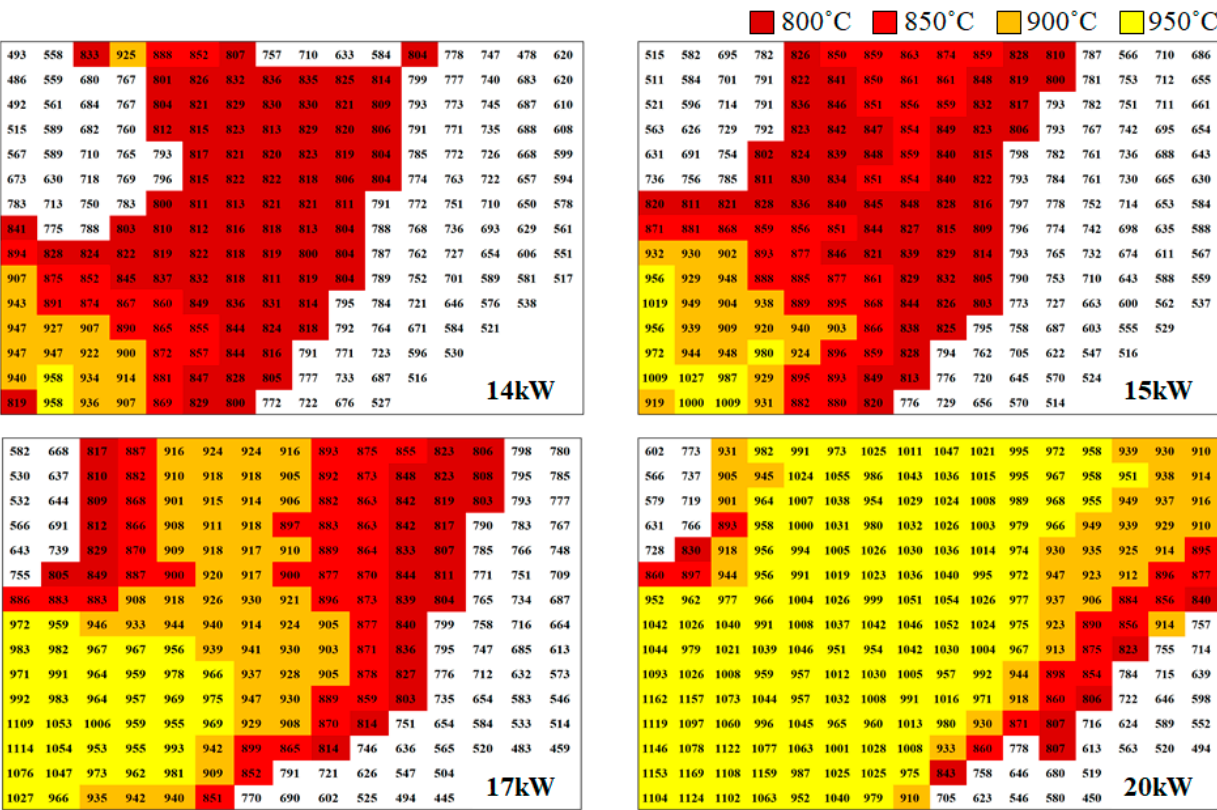 800˚C 850˚C 900˚C 950˚C
493 558 833 925 888 852 807 757 710 633 584 804 778 747 478 620
486 559 680 767 801 826 832 836 835 825 814 799 777 740 683 620
492 561 684 767 804 821 829 830 830 821 809 793 773 745 687 610
515 589 682 760 812 815 823 813 829 820 806 791 771 735 688 608
567 589 710 765 793 817 821 820 823 819 804 785 772 726 668 599
673 630 718 769 796 815 822 822 818 806 804 774 763 722 657 594
783 713 750 783 800 811 813 821 821 811 791 772 751 710 650 578
841 775 788 803 810 812 816 818 813 804 788 768 736 693 629 561
894 828 824 822 819 822 818 819 800 804 787 762 727 654 606 551
907 875 852 845 837 832 818 811 819 804 789 752 701 589 581 517
943 891 874 867 860 849 836 831 814 795 784 721 646 576 538
947 927 907 890 865 855 844 824 818 792 764 671 584 521
947 947 922 900 872 857 844 816 791 771 723 596 530
940 958 934 914 881 847 828 805 777 733 687 516
819 958 936 907 869 829 800 772 722 676 527
14kW
515 582 695 782 826 850 859 863 874 859 828 810 787 566 710 686
511 584 701 791 822 841 850 861 861 848 819 800 781 753 712 655
521 596 714 791 836 846 851 856 859 832 817 793 782 751 711 661
563 626 729 792 823 842 847 854 849 823 806 793 767 742 695 654
631 691 754 802 824 839 848 859 840 815 798 782 761 736 688 643
736 756 785 811 830 834 851 854 840 822 793 784 761 730 665 630
820 811 821 828 836 840 845 848 828 816 797 778 752 714 653 584
871 881 868 859 856 851 844 827 815 809 796 774 742 698 635 588
932 930 902 893 877 846 821 839 829 814 793 765 732 674 611 567
956 929 948 888 885 877 861 829 832 805 790 753 710 643 588 559
1019 949 904 938 889 895 868 844 826 803 773 727 663 600 562 537
956 939 909 920 940 903 866 838 825 795 758 687 603 555 529
972 944 948 980 924 896 859 828 794 762 705 622 547 516
1009 1027 987 929 895 893 849 813 776 720 645 570 524
919 1000 1009 931 882 880 820 776 729 656 570 514
15kW
582 668 817 887 916 924 924 916 893 875 855 823 806 798 780
530 637 810 882 910 918 918 905 892 873 848 823 808 795 785
532 644 809 868 901 915 914 906 882 863 842 819 803 793 777
566 691 812 866 908 911 918 897 883 863 842 817 790 783 767
643 739 829 870 909 918 917 910 889 864 833 807 785 766 748
755 805 849 887 900 920 917 900 877 870 844 811 771 751 709
886 883 883 908 918 926 930 921 896 873 839 804 765 734 687
972 959 946 933 944 940 914 924 905 877 840 799 758 716 664
983 982 967 967 956 939 941 930 903 871 836 795 747 685 613
971 991 964 959 978 966 937 928 905 878 827 776 712 632 573
992 983 964 957 969 975 947 930 889 859 803 735 654 583 546
1109 1053 1006 959 955 969 929 908 870 814 751 654 584 533 514
1114 1054 953 955 993 942 899 865 814 746 636 565 520 483 459
1076 1047 973 962 981 909 852 791 721 626 547 504
1027 966 935 942 940 851 770 690 602 525 494 445
17kW
602 773 931 982 991 973 1025 1011 1047 1021 995 972 958 939 930 910
566 737 905 945 1024 1055 986 1043 1036 1015 995 967 958 951 938 914
579 719 901 964 1007 1038 954 1029 1024 1008 989 968 955 949 937 916
631 766 893 958 1000 1031 980 1032 1026 1003 979 966 949 939 929 910
728 830 918 956 994 1005 1026 1030 1036 1014 974 930 935 925 914 895
860 897 944 956 991 1019 1023 1036 1040 995 972 947 923 912 896 877
952 962 977 966 1004 1026 999 1051 1054 1026 977 937 906 884 856 840
1042 1026 1040 991 1008 1037 1042 1046 1052 1024 975 923 890 856 914 757
1044 979 1021 1039 1046 951 954 1042 1030 1004 967 913 875 823 755 714
1093 1026 1008 959 957 1012 1030 1005 957 992 944 898 854 784 715 639
1162 1157 1073 1044 957 1032 1008 991 1016 971 918 860 806 722 646 598
1119 1097 1060 996 1045 965 960 1013 980 930 871 807 716 624 589 552
1146 1078 1122 1077 1063 1001 1028 1008 933 860 778 807 613 563 520 494
1153 1169 1108 1159 987 1025 1025 975 843 758 646 680 519
1104 1124 1102 1063 952 1040 979 910 705 623 546 580 450
20kW